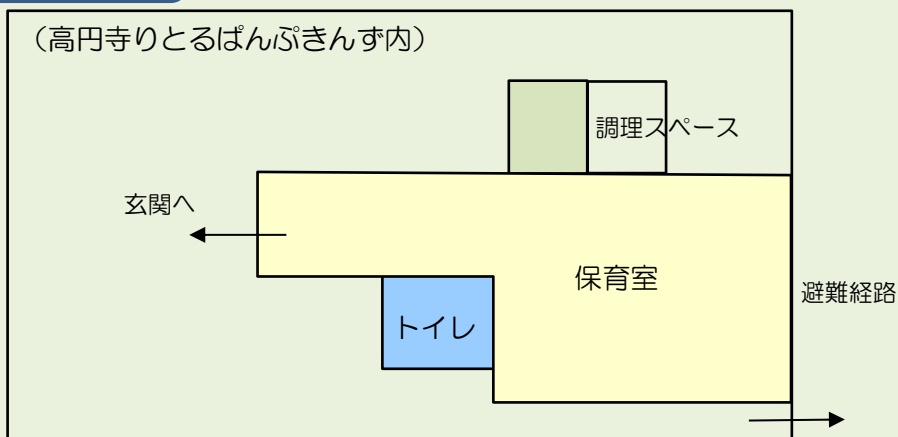 （高円寺りとるぱんぷきんず内）
調理スペース
玄関へ
保育室
避難経路
トイレ